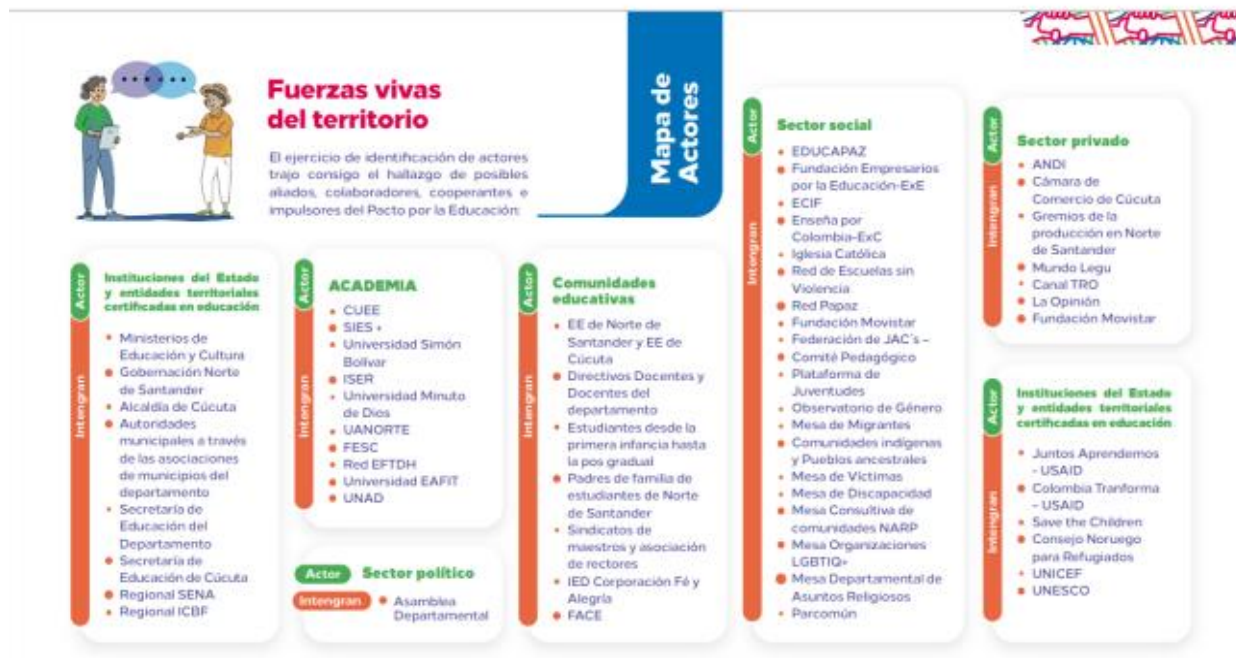 Fuerzas vivas
del territorio
El ejercicio de identificación de actores
trajo consigo el hallazgo de posibles
aliados, colaboradores, cooperantes e
impulsores del Pacto por la Educación:
Mapa de
Actores
Actor
Intengran
Instituciones del Estado
y entidades territoriales
certificadas en educación
• Ministerios de
Educación y Cultura
• Gobernación Norte
de Santander
• Alcaldía de Cúcuta
• Autoridades
municipales a través
de las asociaciones
de municipios del
departamento
• Secretaría de
Educación del
Departamento
• Secretaría de
Educación de Cúcuta
• Regional SENA
• Regional ICBF
Actor
Intengran
ACADEMIA
• CUEE
• SIES +
• Universidad Simón
Bolívar
• ISER
• Universidad Minuto
de Dios
• UANORTE
• FESC
• Red EFTDH
• Universidad EAFIT
• UNAD
Actor
Sector político
Intengran
• Asamblea
Departamental
Actor
Intengran
Comunidades
educativas
• EE de Norte de
Santander y EE de
Cúcuta
• Directivos Docentes y
Docentes del
departamento
• Estudiantes desde la
primera infancia hasta
la pos gradual
• Padres de familia de
estudiantes de Norte
de Santander
• Sindicatos de
maestros y asociación
de rectores
• IED Corporación Fé y
Alegría
• FACE
Actor
Intengran
Sector social
• EDUCAPAZ
• Fundación Empresarios
por la Educación-ExE
• ECIF
• Enseña por
Colombia-ExC
• Iglesia Católica
• Red de Escuelas sin
Violencia
• Red Papaz
• Fundación Movistar
• Federación de JAC´s –
• Comité Pedagógico
• Plataforma de
Juventudes
• Observatorio de Género
• Mesa de Migrantes
• Comunidades indígenas
y Pueblos ancestrales
• Mesa de Víctimas
• Mesa de Discapacidad
• Mesa Consultiva de
comunidades NARP
• Mesa Organizaciones
LGBTIQ+
• Mesa Departamental de
Asuntos Religiosos
• Parcomún
Actor
Intengran
Sector privado
• ANDI
• Cámara de
Comercio de Cúcuta
• Gremios de la
producción en Norte
de Santander
• Mundo Legu
• Canal TRO
• La Opinión
• Fundación Movistar
Actor
Intengran
Instituciones del Estado
y entidades territoriales
certificadas en educación
• Juntos Aprendemos
- USAID
• Colombia Tranforma
– USAID
• Save the Children
• Consejo Noruego
para Refugiados
• UNICEF
• UNESCO